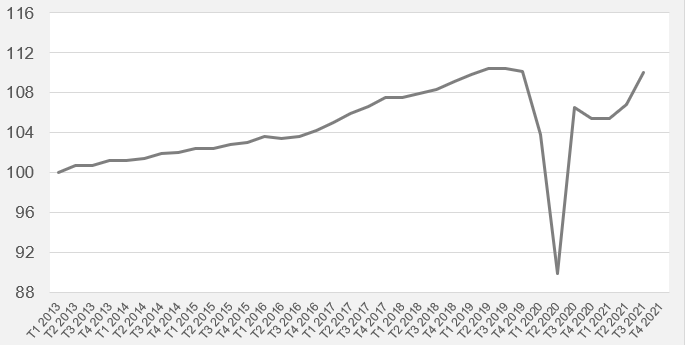 116
112
108
104
100
96
92
88
T1 2013
T2 2013
T3 2013
T4 2013
T1 2014
T2 2014
T3 2014
T4 2014
T1 2015
T2 2015
T3 2015
T4 2015
T1 2016
T2 2016
T3 2016
T4 2016
T1 2017
T2 2017
T3 2017
T4 2017
T1 2018
T2 2018
T3 2018
T4 2018
T1 2019
T2 2019
T3 2019
T4 2019
T1 2020
T2 2020
T3 2020
T4 2020
T1 2021
T2 2021
T3 2021
T4 2021